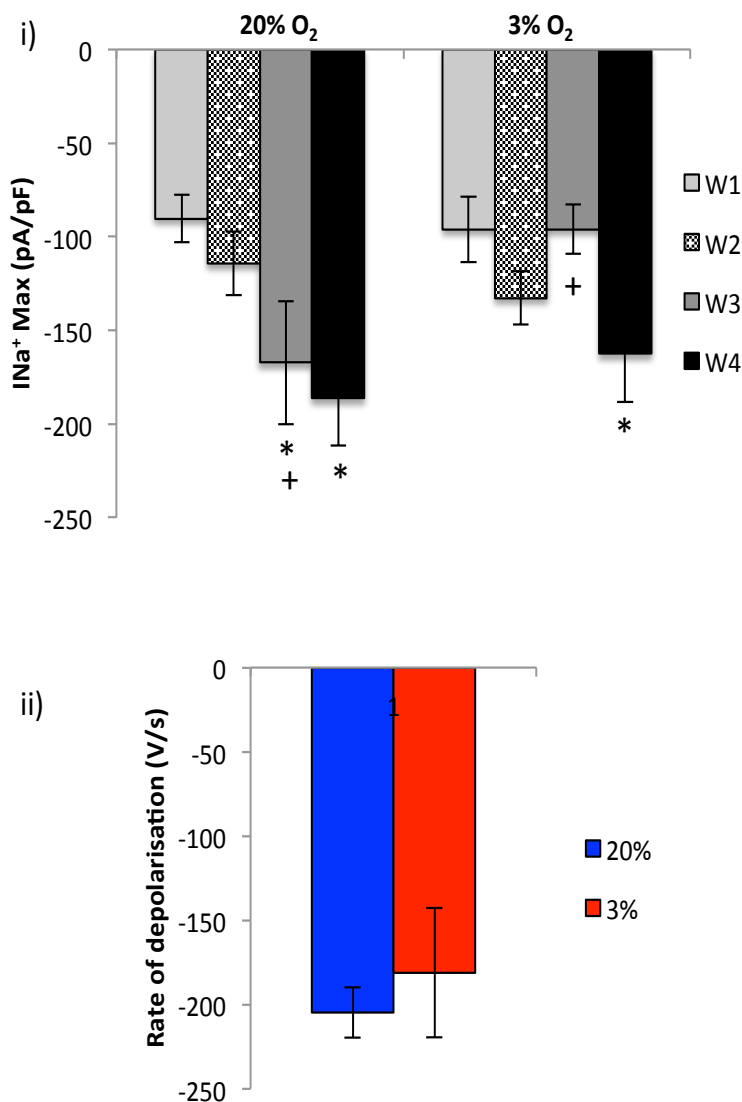 i)
20% O₂
3% O₂
0
-50
-100
-150
-200
-250
INa⁺ Max (pA/pF)
+
*
+
*
*
W1
W2
W3
W4
ii)
0
-50
-100
-150
-200
-250
Rate of depolarisation (V/s)
1
20%
3%